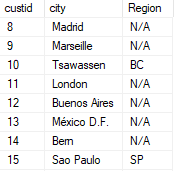 custid city Region
8 Madrid N/A
9 Marseille N/A
10 Tsawassen BC
11 London N/A
12 Buenos Aires N/A
13 México D.F. N/A
14 Bern N/A
15 Sao Paulo SP